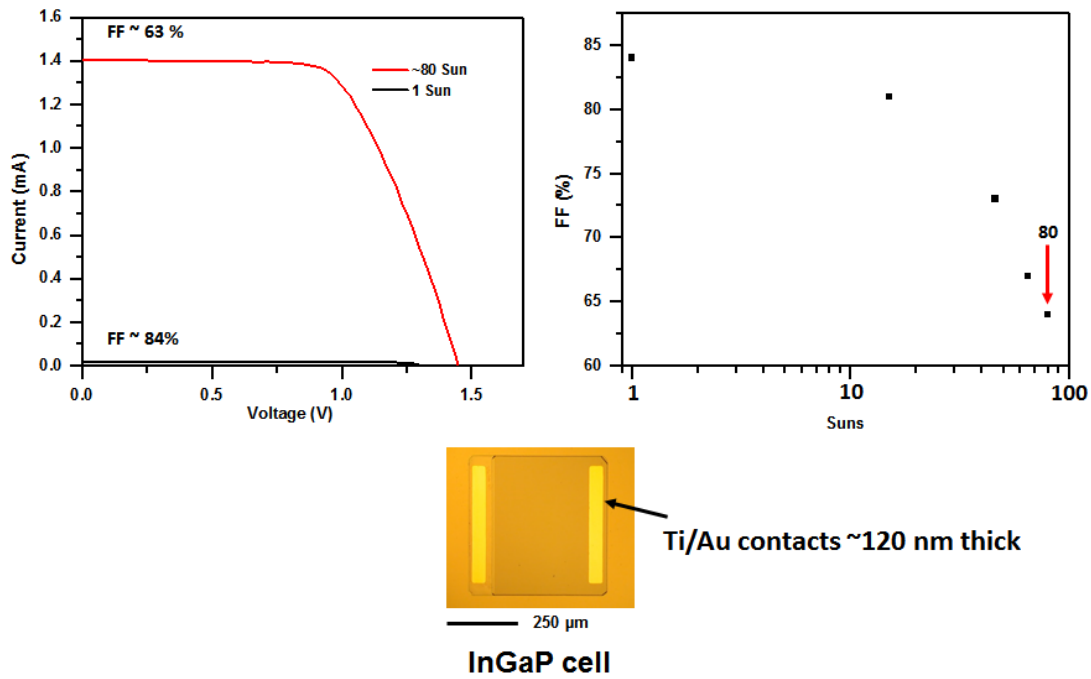 FF ~ 63 %
~80 Sun
1 Sun
FF ~ 84%
Current (mA)
1.6
1.4
1.2
1.0
0.8
0.6
0.4
0.2
0.0
0.0 0.5 1.0 1.5
Voltage (V)
FF (%)
85
80
75
70
65
60
80
1 10 100
Suns
Ti/Au contacts ~120 nm thick
250 µm
InGaP cell